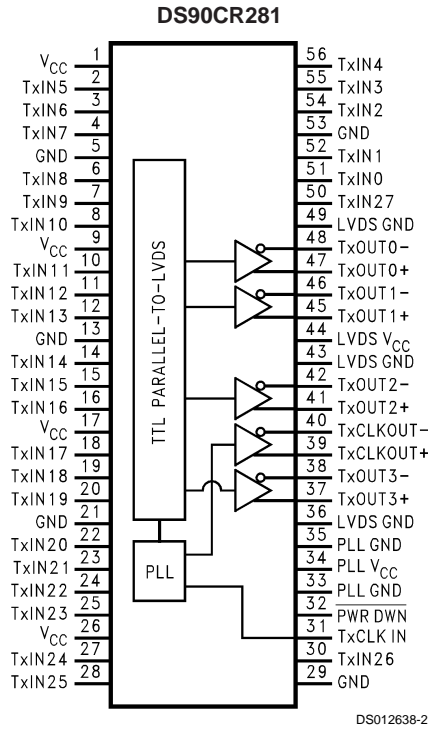 DS90CR281
VCC 1
TxIN5 2
TxIN6 3
TxIN7 4
GND 5
TxIN8 6
TxIN9 7
TxIN10 8
VCC 9
TxIN11 10
TxIN12 11
TxIN13 12
GND 13
TxIN14 14
TxIN15 15
TxIN16 16
VCC 17
TxIN17 18
TxIN18 19
TxIN19 20
GND 21
TxIN20 22
TxIN21 23
TxIN22 24
TxIN23 25
VCC 26
TxIN24 27
TxIN25 28
TTL PARALLEL-TO-LVDS
PLL
56 TxIN4
55 TxIN3
54 TxIN2
53 GND
52 TxIN1
51 TxIN0
50 TxIN27
49 LVDS GND
48 TxOUT0-
47 TxOUT0+
46 TxOUT1-
45 TxOUT1+
44 LVDS VCC
43 LVDS GND
42 TxOUT2-
41 TxOUT2+
40 TxCLKOUT-
39 TxCLKOUT+
38 TxOUT3-
37 TxOUT3+
36 LVDS GND
35 PLL GND
34 PLL VCC
33 PLL GND
32 PWR DWN
31 TxCLK IN
30 TxIN26
29 GND
DS012638-2